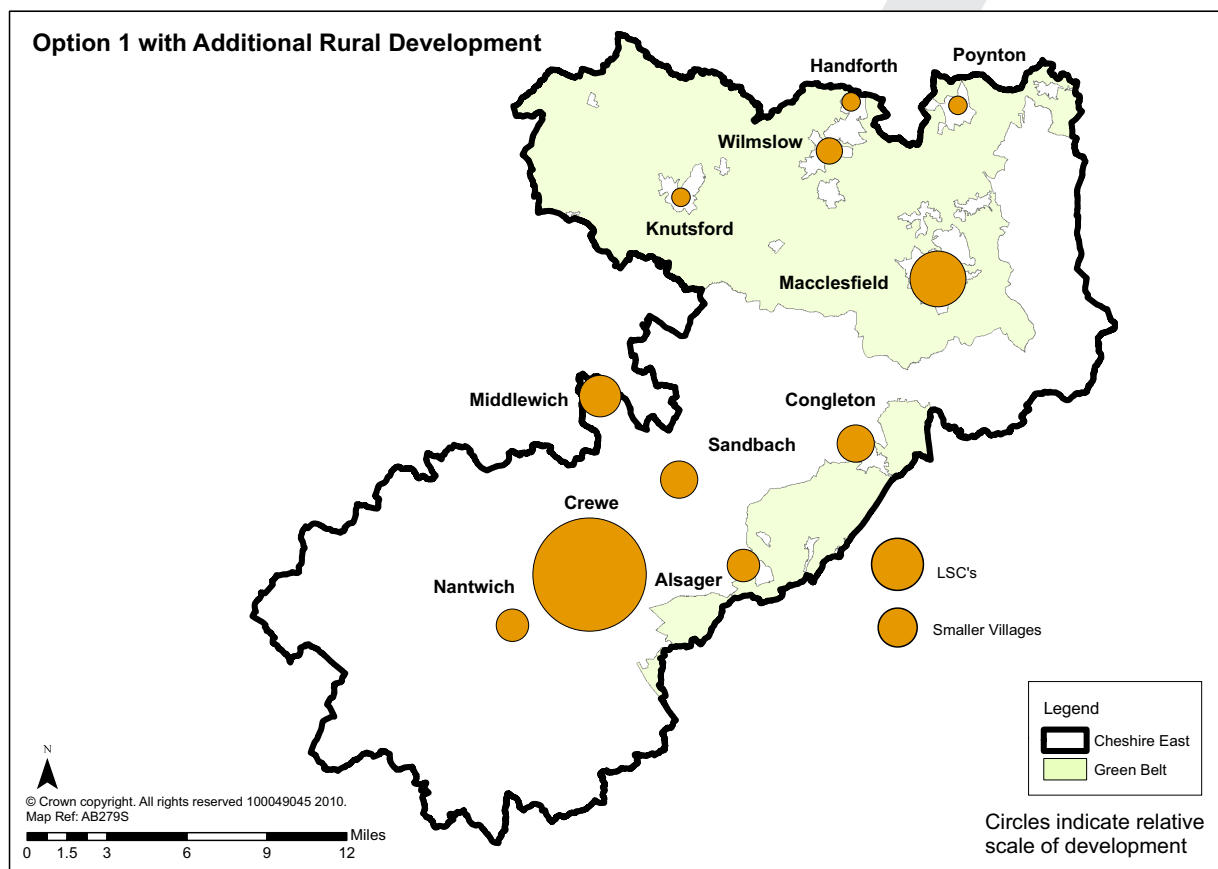 Option 1 with Additional Rural Development
Handforth
Poynton
Wilmslow
Knutsford
Macclesfield
Middlewich
Congleton
Sandbach
Crewe
Nantwich
Alsager
LSC's
Smaller Villages
Legend
Cheshire East
Green Belt
N
© Crown copyright. All rights reserved 100049045 2010.
Map Ref: AB279S
Miles
0 1.5 3 6 9 12
Circles indicate relative
scale of development